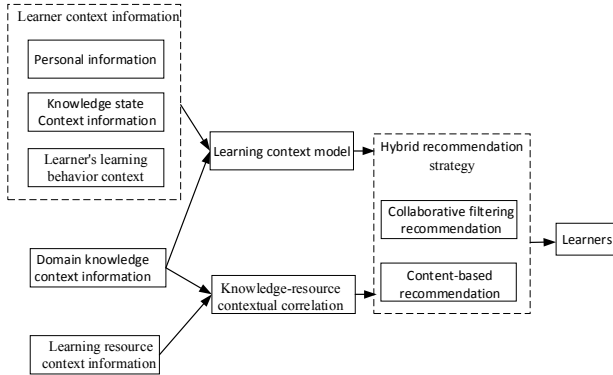 Learner context information
Personal information
Knowledge state
Context information
Learner's learning
behavior context
Learning context model
Hybrid recommendation
strategy
Collaborative filtering
recommendation
Content-based
recommendation
Learners
Domain knowledge
context information
Knowledge-resource
contextual correlation
Learning resource
context information